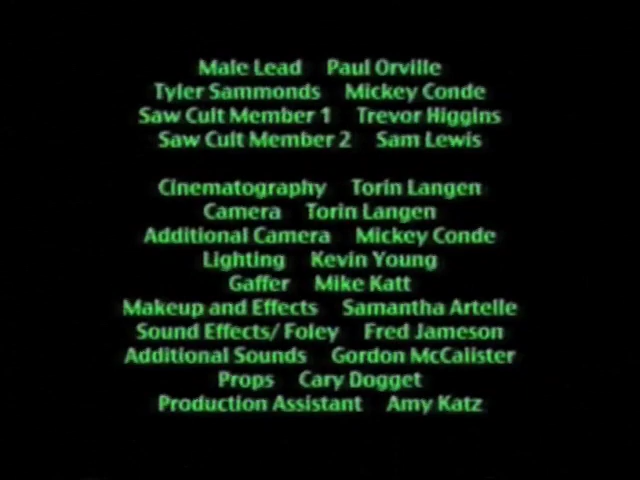 Male Lead Paul Orville
Tyler Sammonds Mickey Conde
Saw Cult Member 1 Trevor Higgins
Saw Cult Member 2 Sam Lewis
Cinematography Torin Langen
Camera Torin Langen
Additional Camera Mickey Conde
Lighting Kevin Young
Gaffer Mike Katt
Makeup and Effects Samantha Artelle
Sound Effects/ Foley Fred Jameson
Additional Sounds Gordon McCalister
Props Cary Dogget
Production Assistant Amy Katz